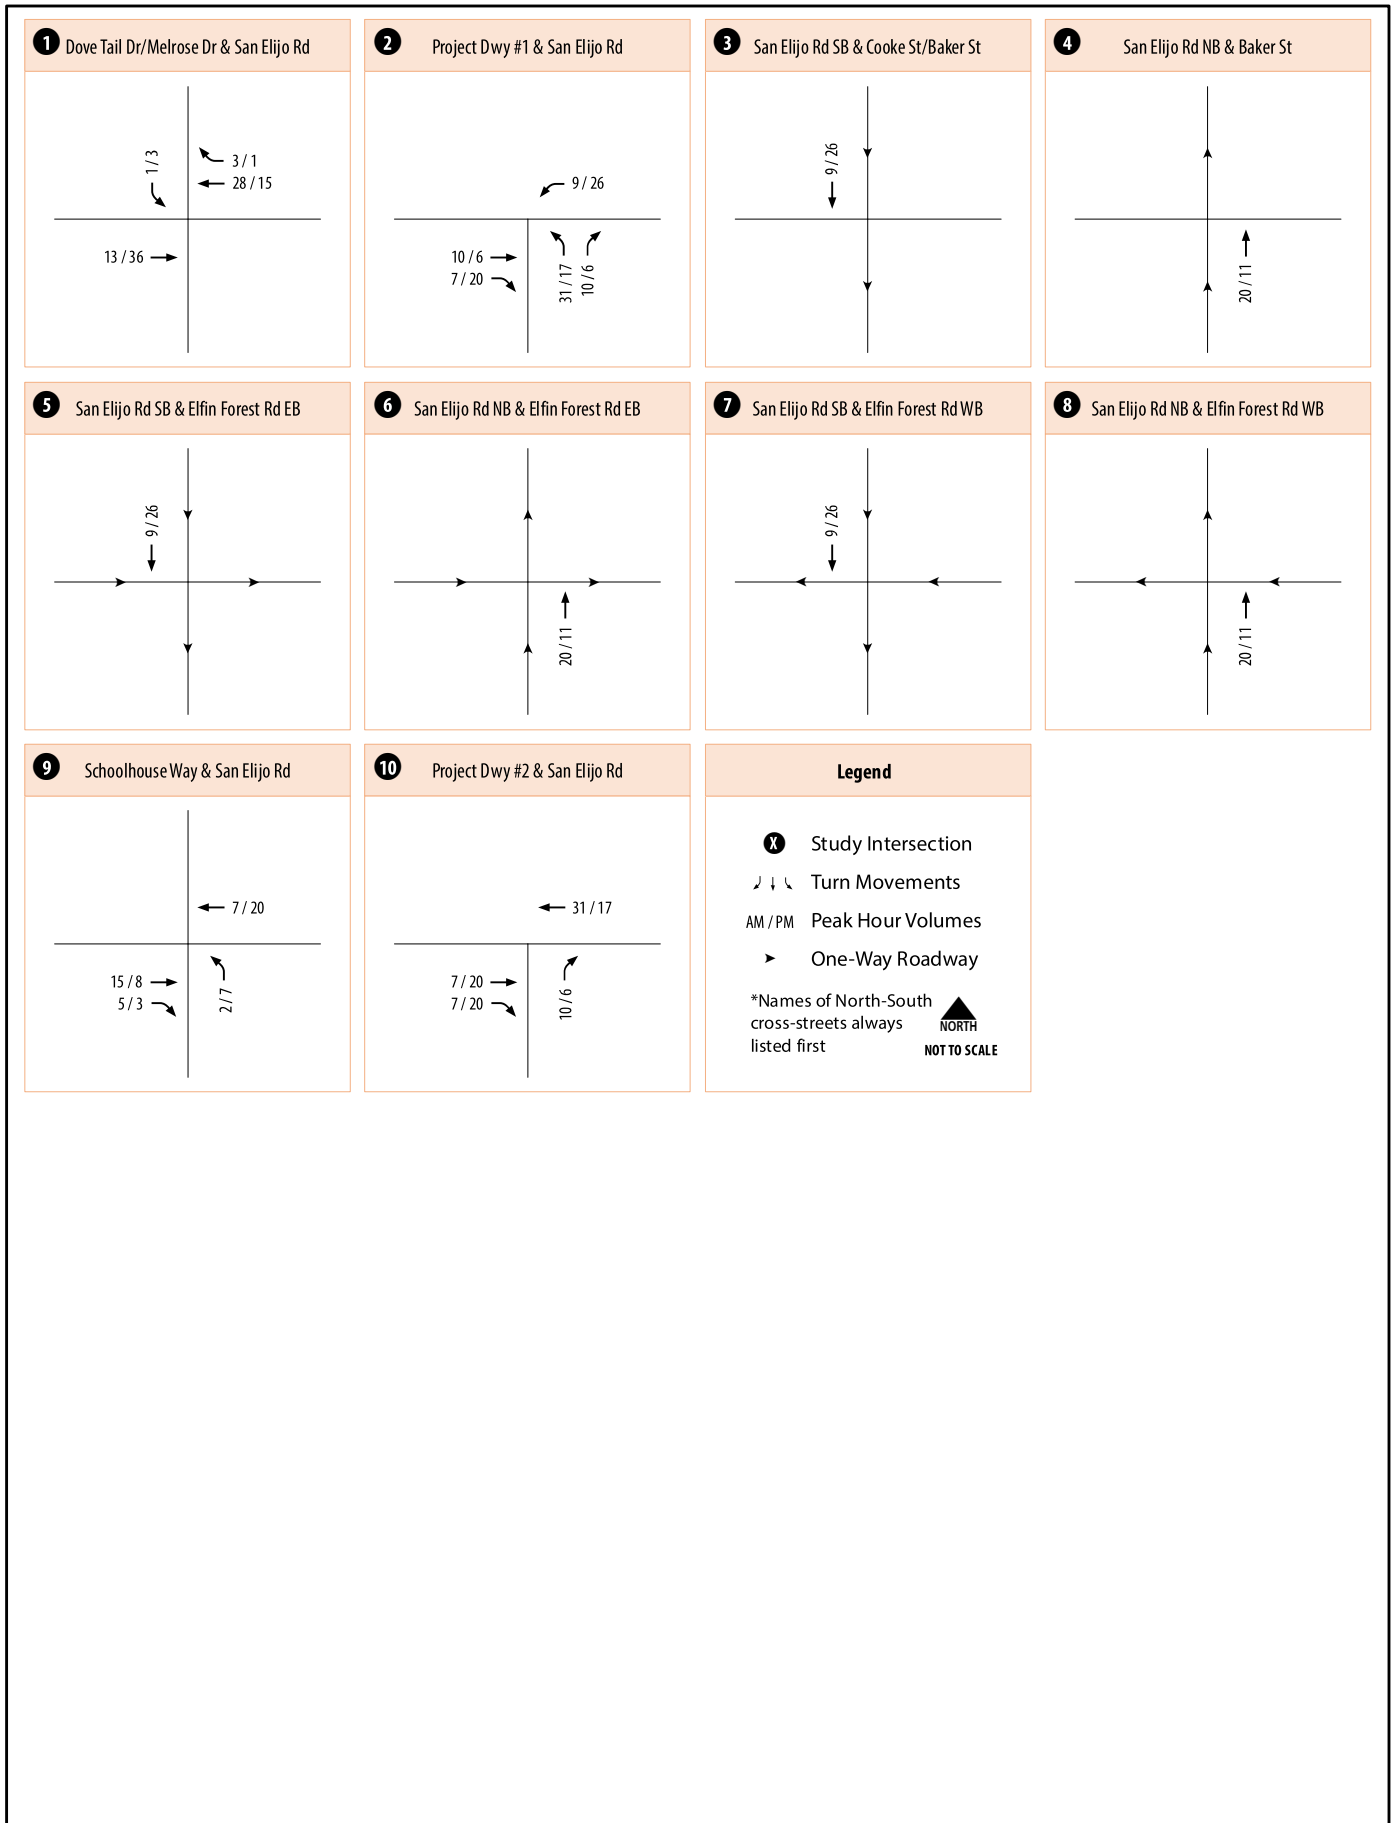 1 Dove Tail Dr/Melrose Dr & San Elijo Rd
1 / 3
3 / 1
28 / 15
13 / 36
2 Project Dwy #1 & San Elijo Rd
9 / 26
10 / 6
7 / 20
31 / 17
10 / 6
3 San Elijo Rd SB & Cooke St/Baker St
9 / 26
4 San Elijo Rd NB & Baker St
20 / 11
5 San Elijo Rd SB & Elfin Forest Rd EB
9 / 26
6 San Elijo Rd NB & Elfin Forest Rd EB
20 / 11
7 San Elijo Rd SB & Elfin Forest Rd WB
9 / 26
8 San Elijo Rd NB & Elfin Forest Rd WB
20 / 11
9 Schoolhouse Way & San Elijo Rd
7 / 20
15 / 8
5 / 3
2 / 7
10 Project Dwy #2 & San Elijo Rd
31 / 17
7 / 20
7 / 20
10 / 6
Legend
X Study Intersection
Turn Movements
AM / PM Peak Hour Volumes
One-Way Roadway
*Names of North-South
cross-streets always
listed first
NORTH
NOT TO SCALE